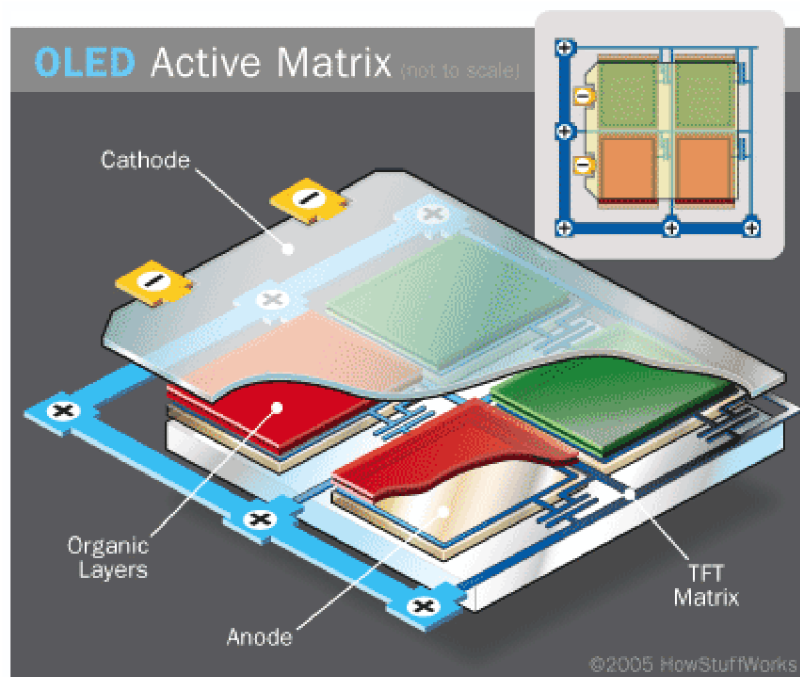 OLED Active Matrix (not to scale)
Cathode
Organic
Layers
Anode
TFT
Matrix
©2005 HowStuffWorks